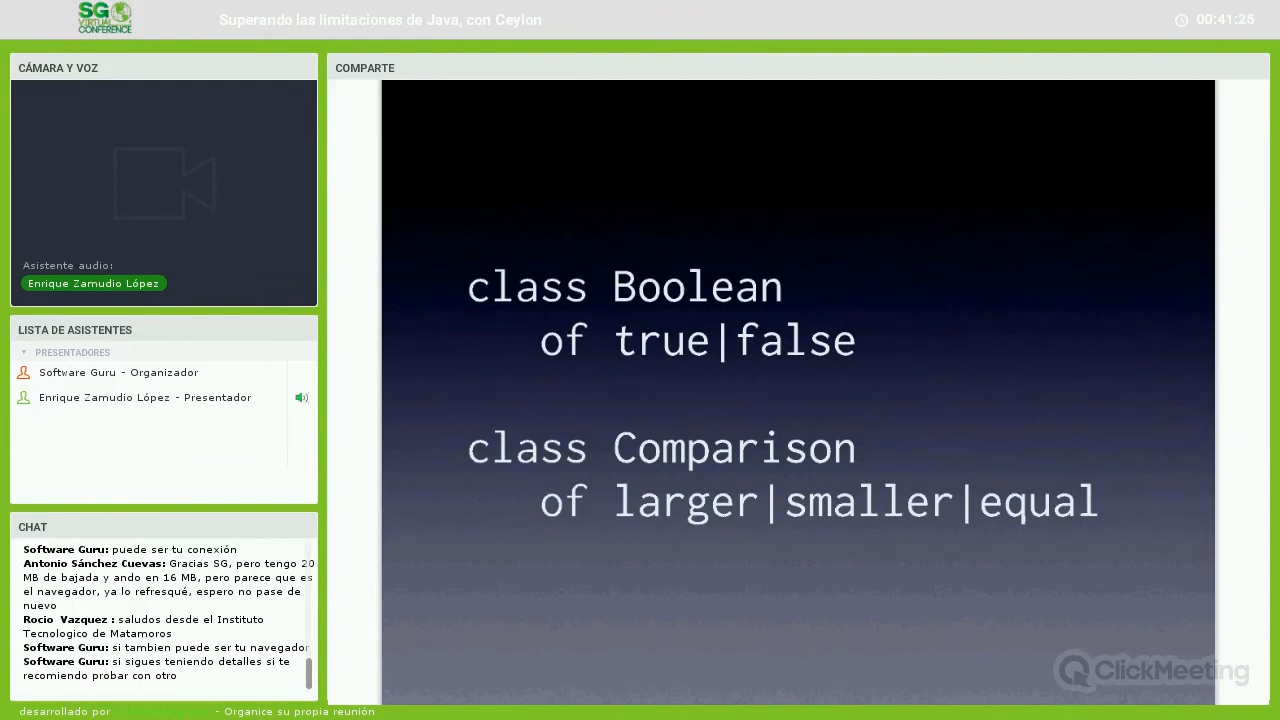 SG
VIRTUAL
CONFERENCE
Superando las limitaciones de Java, con Ceylon
00:41:25
CÁMARA Y VOZ
Asistente audio:
Enrique Zamudio López
LISTA DE ASISTENTES
PRESENTADORES
Software Guru - Organizador
Enrique Zamudio López - Presentador
CHAT
Software Guru: puede ser tu conexión
Antonio Sánchez Cuevas: Gracias SG, pero tengo 20
MB de bajada y ando en 16 MB, pero parece que es
el navegador, ya lo refresqué, espero no pase de
nuevo
Rocio Vazquez : saludos desde el Instituto
Tecnologico de Matamoros
Software Guru: si tambien puede ser tu navegador
Software Guru: si sigues teniendo detalles si te
recomiendo probar con otro
desarrollado por - Organice su propia reunión
COMPARTE
class Boolean
of true|false
class Comparison
of larger|smaller|equal
ClickMeeting